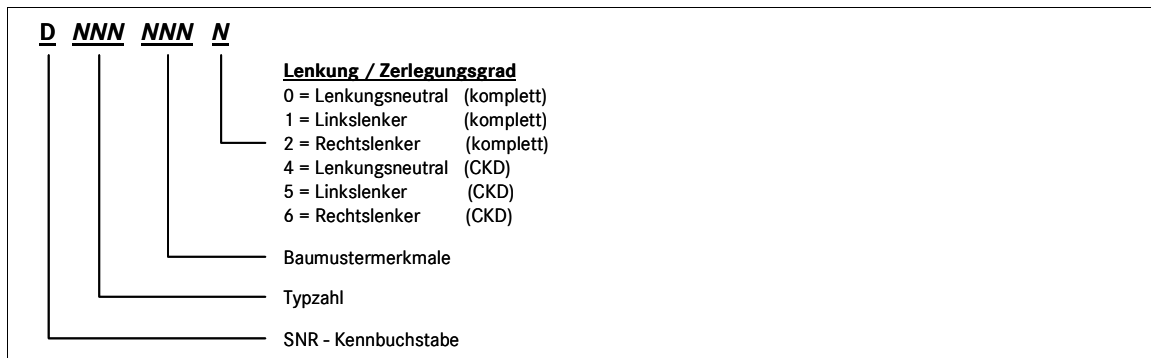 D NNN NNN N
Lenkung / Zerlegungsgrad
0 = Lenkungsneutral (komplett)
1 = Linkslenker (komplett)
2 = Rechtslenker (komplett)
4 = Lenkungsneutral (CKD)
5 = Linkslenker (CKD)
6 = Rechtslenker (CKD)
Baumustermerkmale
Typzahl
SNR - Kennbuchstabe